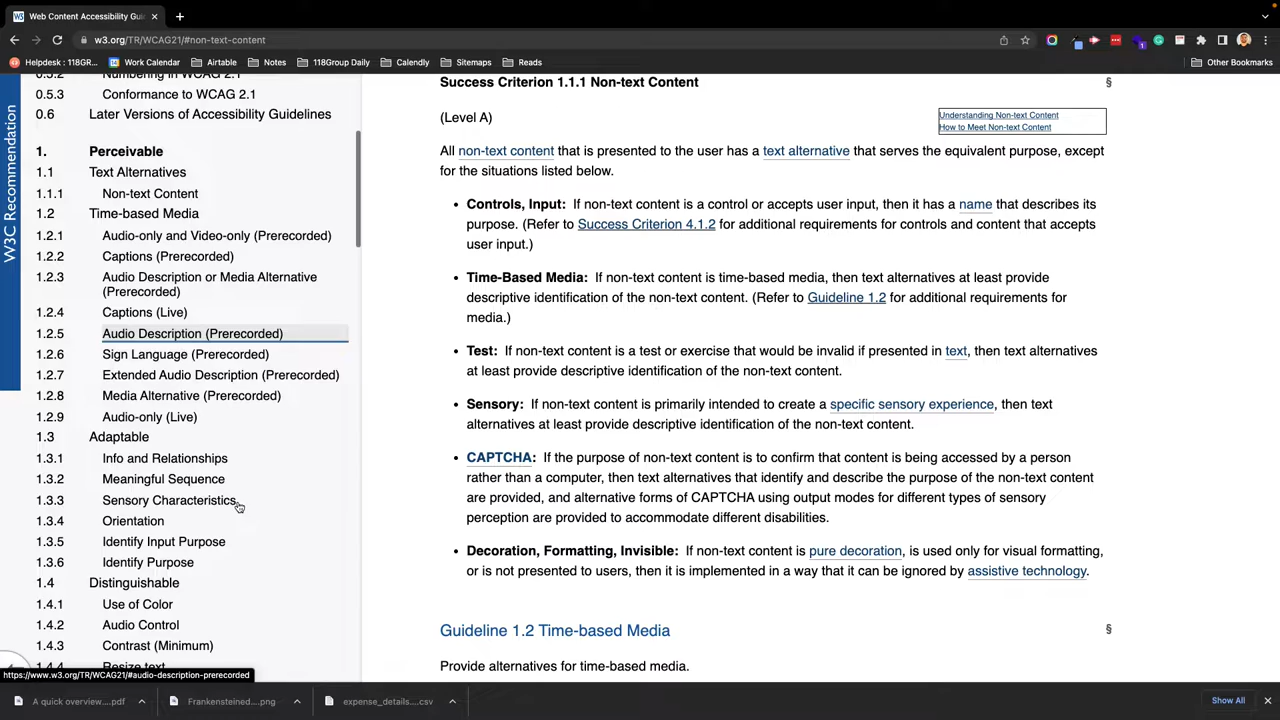 Web Content Accessibility Gui
w3.org/TR/WCAG21/#non-text-content
Helpdesk : 118GR...
Work Calendar
Airtable
Notes
118Group Daily
Calendly
Sitemaps
Reads
Other Bookmarks
W3C Recommendation
0.5.2 Numbering in WCAG 2.1
0.5.3 Conformance to WCAG 2.1
0.6 Later Versions of Accessibility Guidelines
1. Perceivable
1.1 Text Alternatives
1.1.1 Non-text Content
1.2 Time-based Media
1.2.1 Audio-only and Video-only (Prerecorded)
1.2.2 Captions (Prerecorded)
1.2.3 Audio Description or Media Alternative
(Prerecorded)
1.2.4 Captions (Live)
1.2.5 Audio Description (Prerecorded)
1.2.6 Sign Language (Prerecorded)
1.2.7 Extended Audio Description (Prerecorded)
1.2.8 Media Alternative (Prerecorded)
1.2.9 Audio-only (Live)
1.3 Adaptable
1.3.1 Info and Relationships
1.3.2 Meaningful Sequence
1.3.3 Sensory Characteristics
1.3.4 Orientation
1.3.5 Identify Input Purpose
1.3.6 Identify Purpose
1.4 Distinguishable
1.4.1 Use of Color
1.4.2 Audio Control
1.4.3 Contrast (Minimum)
1.4.4 Resize text
https://www.w3.org/TR/WCAG21/#audio-description-prerecorded
Success Criterion 1.1.1 Non-text Content §
(Level A)
Understanding Non-text Content
How to Meet Non-text Content
All non-text content that is presented to the user has a text alternative that serves the equivalent purpose, except
for the situations listed below.
• Controls, Input: If non-text content is a control or accepts user input, then it has a name that describes its
purpose. (Refer to Success Criterion 4.1.2 for additional requirements for controls and content that accepts
user input.)
• Time-Based Media: If non-text content is time-based media, then text alternatives at least provide
descriptive identification of the non-text content. (Refer to Guideline 1.2 for additional requirements for
media.)
• Test: If non-text content is a test or exercise that would be invalid if presented in text, then text alternatives
at least provide descriptive identification of the non-text content.
• Sensory: If non-text content is primarily intended to create a specific sensory experience, then text
alternatives at least provide descriptive identification of the non-text content.
• CAPTCHA: If the purpose of non-text content is to confirm that content is being accessed by a person
rather than a computer, then text alternatives that identify and describe the purpose of the non-text content
are provided, and alternative forms of CAPTCHA using output modes for different types of sensory
perception are provided to accommodate different disabilities.
• Decoration, Formatting, Invisible: If non-text content is pure decoration, is used only for visual formatting,
or is not presented to users, then it is implemented in a way that it can be ignored by assistive technology.
Guideline 1.2 Time-based Media §
Provide alternatives for time-based media.
A quick overview....pdf
Frankensteined....png
expense_details....csv
Show All